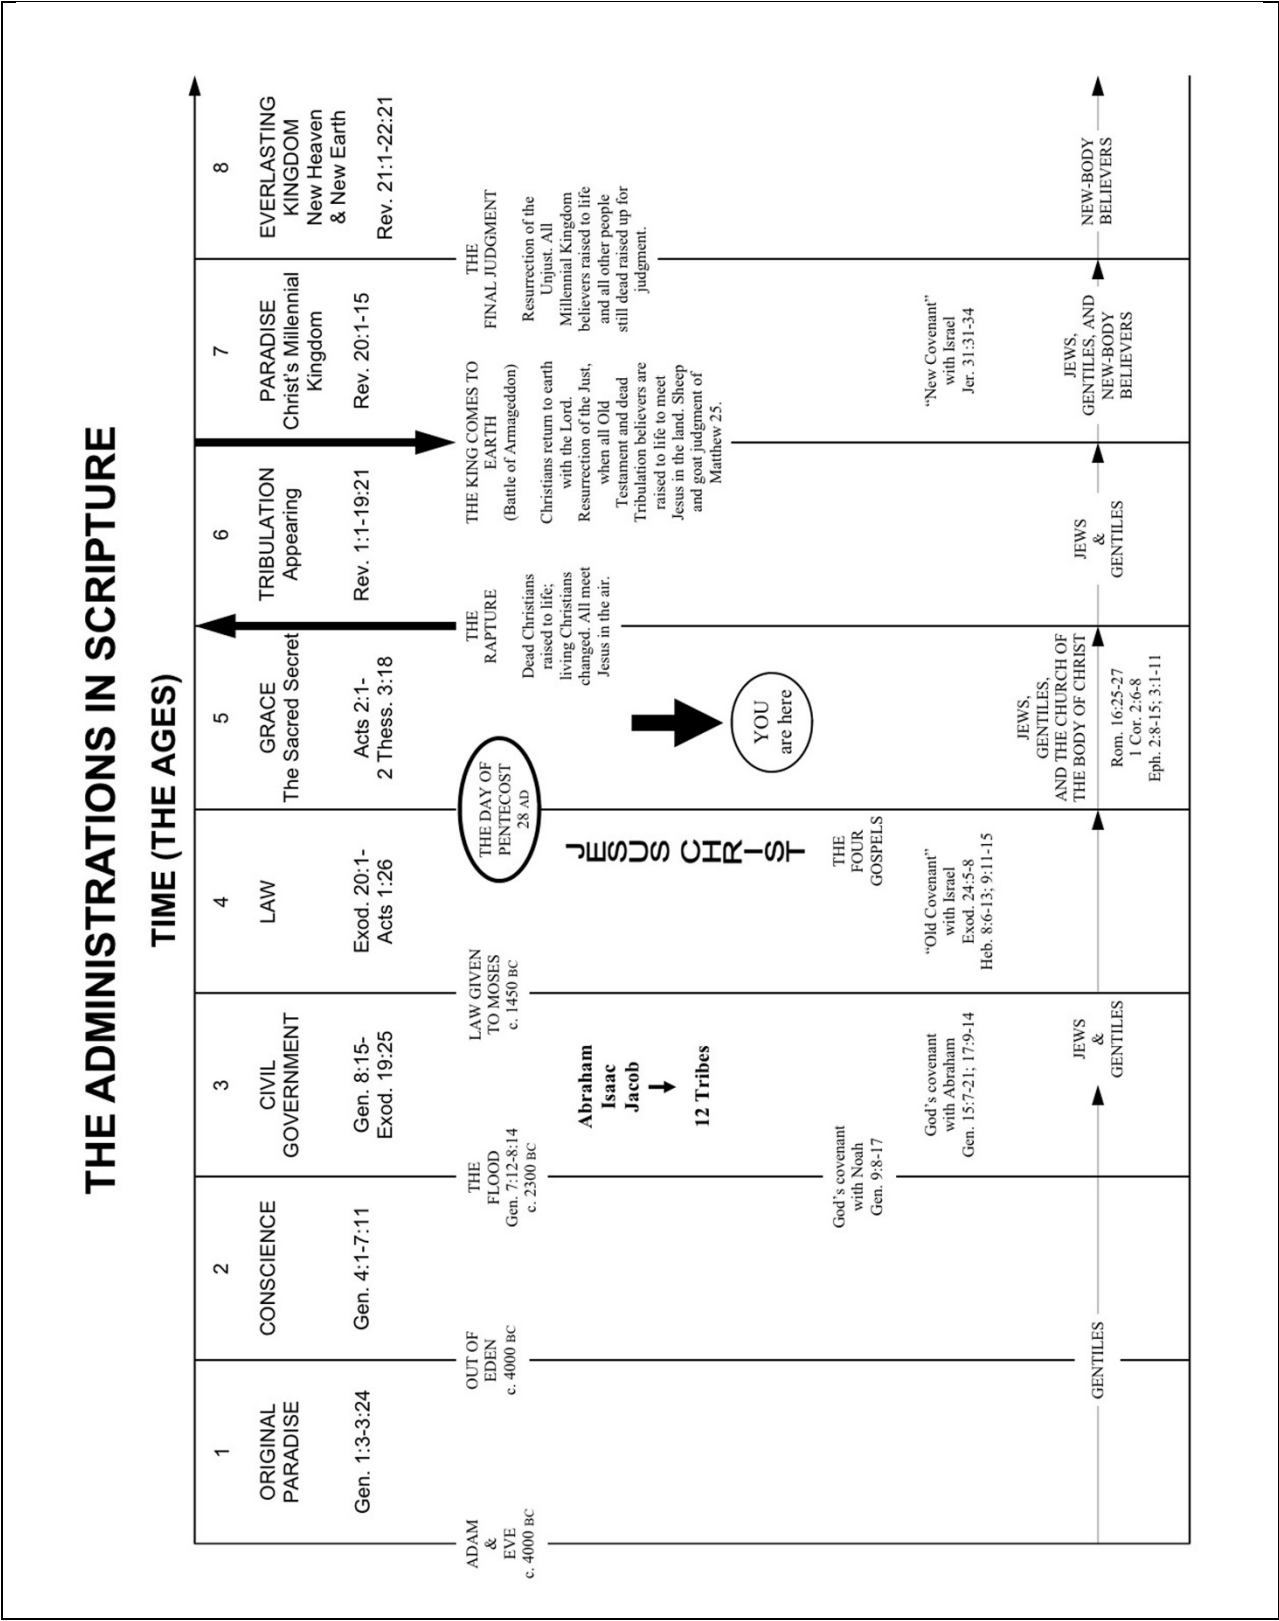 THE ADMINISTRATIONS IN SCRIPTURE
TIME (THE AGES)
1
ORIGINAL
PARADISE
Gen. 1:3-3:24
2
CONSCIENCE
Gen. 4:1-7:11
3
CIVIL
GOVERNMENT
Gen. 8:15-
Exod. 19:25
4
LAW
Exod. 20:1-
Acts 1:26
5
GRACE
The Sacred Secret
Acts 2:1-
2 Thess. 3:18
6
TRIBULATION
Appearing
Rev. 1:1-19:21
7
PARADISE
Christ's Millennial
Kingdom
Rev. 20:1-15
8
EVERLASTING
KINGDOM
New Heaven
& New Earth
Rev. 21:1-22:21
ADAM
&
EVE
c. 4000 BC
OUT OF
EDEN
c. 4000 BC
THE
FLOOD
Gen. 7:12-8:14
c. 2300 BC
LAW GIVEN
TO MOSES
c. 1450 BC
THE DAY OF
PENTECOST
28 AD
THE
RAPTURE
Dead Christians
raised to life;
living Christians
changed. All meet
Jesus in the air.
THE KING COMES TO
EARTH
(Battle of Armageddon)
Christians return to earth
with the Lord.
Resurrection of the Just,
when all Old
Testament and dead
Tribulation believers are
raised to life to meet
Jesus in the land. Sheep
and goat judgment of
Matthew 25.
THE
FINAL JUDGMENT
Resurrection of the
Unjust. All
Millennial Kingdom
believers raised to life
and all other people
still dead raised up for
judgment.
Abraham
Isaac
Jacob
12 Tribes
JESUS CHRIST
YOU
are here
God's covenant
with Noah
Gen. 9:8-17
THE
FOUR
GOSPELS
God's covenant
with Abraham
Gen. 15:7-21; 17:9-14
“Old Covenant”
with Israel
Exod. 24:5-8
Heb. 8:6-13; 9:11-15
“New Covenant”
with Israel
Jer. 31:31-34
GENTILES
JEWS
&
GENTILES
JEWS,
GENTILES,
AND THE CHURCH OF
THE BODY OF CHRIST
Rom. 16:25-27
1 Cor. 2:6-8
Eph. 2:8-15; 3:1-11
JEWS
&
GENTILES
JEWS,
GENTILES, AND
NEW-BODY
BELIEVERS
NEW-BODY
BELIEVERS